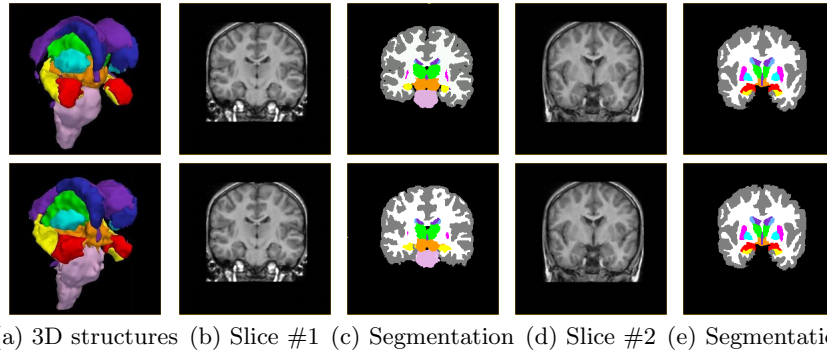 a) 3D structures (b) Slice #1 (c) Segmentation (d) Slice #2 (e) Segmentatio